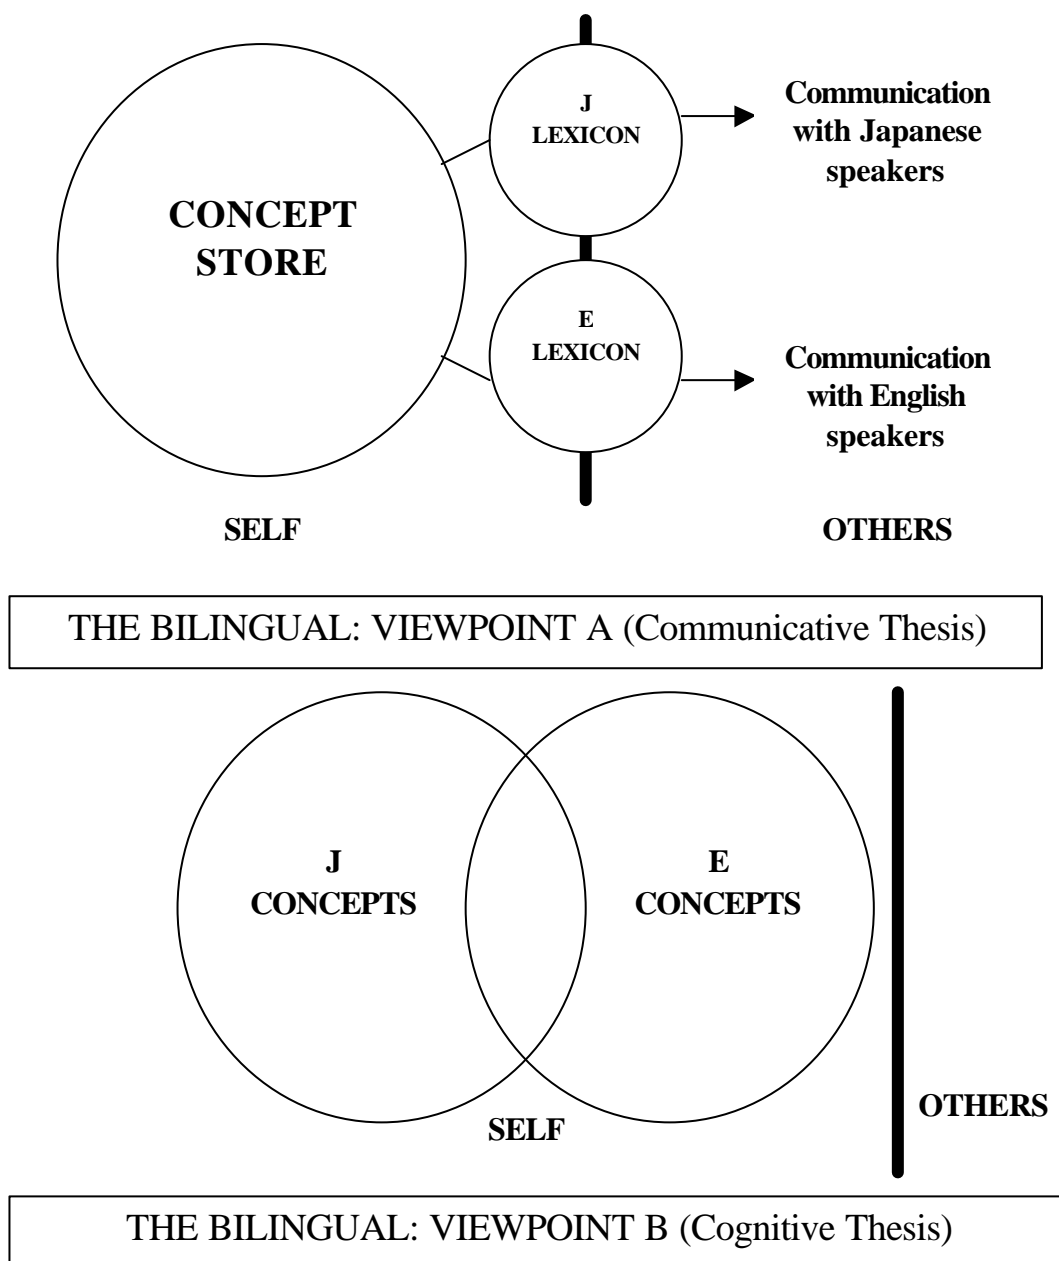 J
LEXICON
Communication
with Japanese
speakers
CONCEPT
STORE
E
LEXICON
Communication
with English
speakers
SELF
OTHERS
THE BILINGUAL: VIEWPOINT A (Communicative Thesis)
J
CONCEPTS
E
CONCEPTS
OTHERS
SELF
THE BILINGUAL: VIEWPOINT B (Cognitive Thesis)